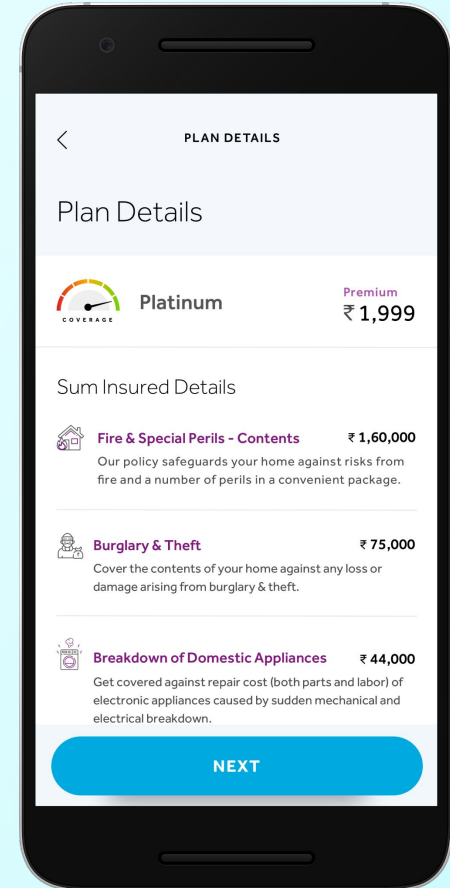 PLAN DETAILS
Plan Details
COVERAGE
Platinum
Premium
₹ 1,999
Sum Insured Details
Fire & Special Perils - Contents ₹ 1,60,000
Our policy safeguards your home against risks from
fire and a number of perils in a convenient package.
Burglary & Theft ₹ 75,000
Cover the contents of your home against any loss or
damage arising from burglary & theft.
Breakdown of Domestic Appliances ₹ 44,000
Get covered against repair cost (both parts and labor) of
electronic appliances caused by sudden mechanical and
electrical breakdown.
NEXT